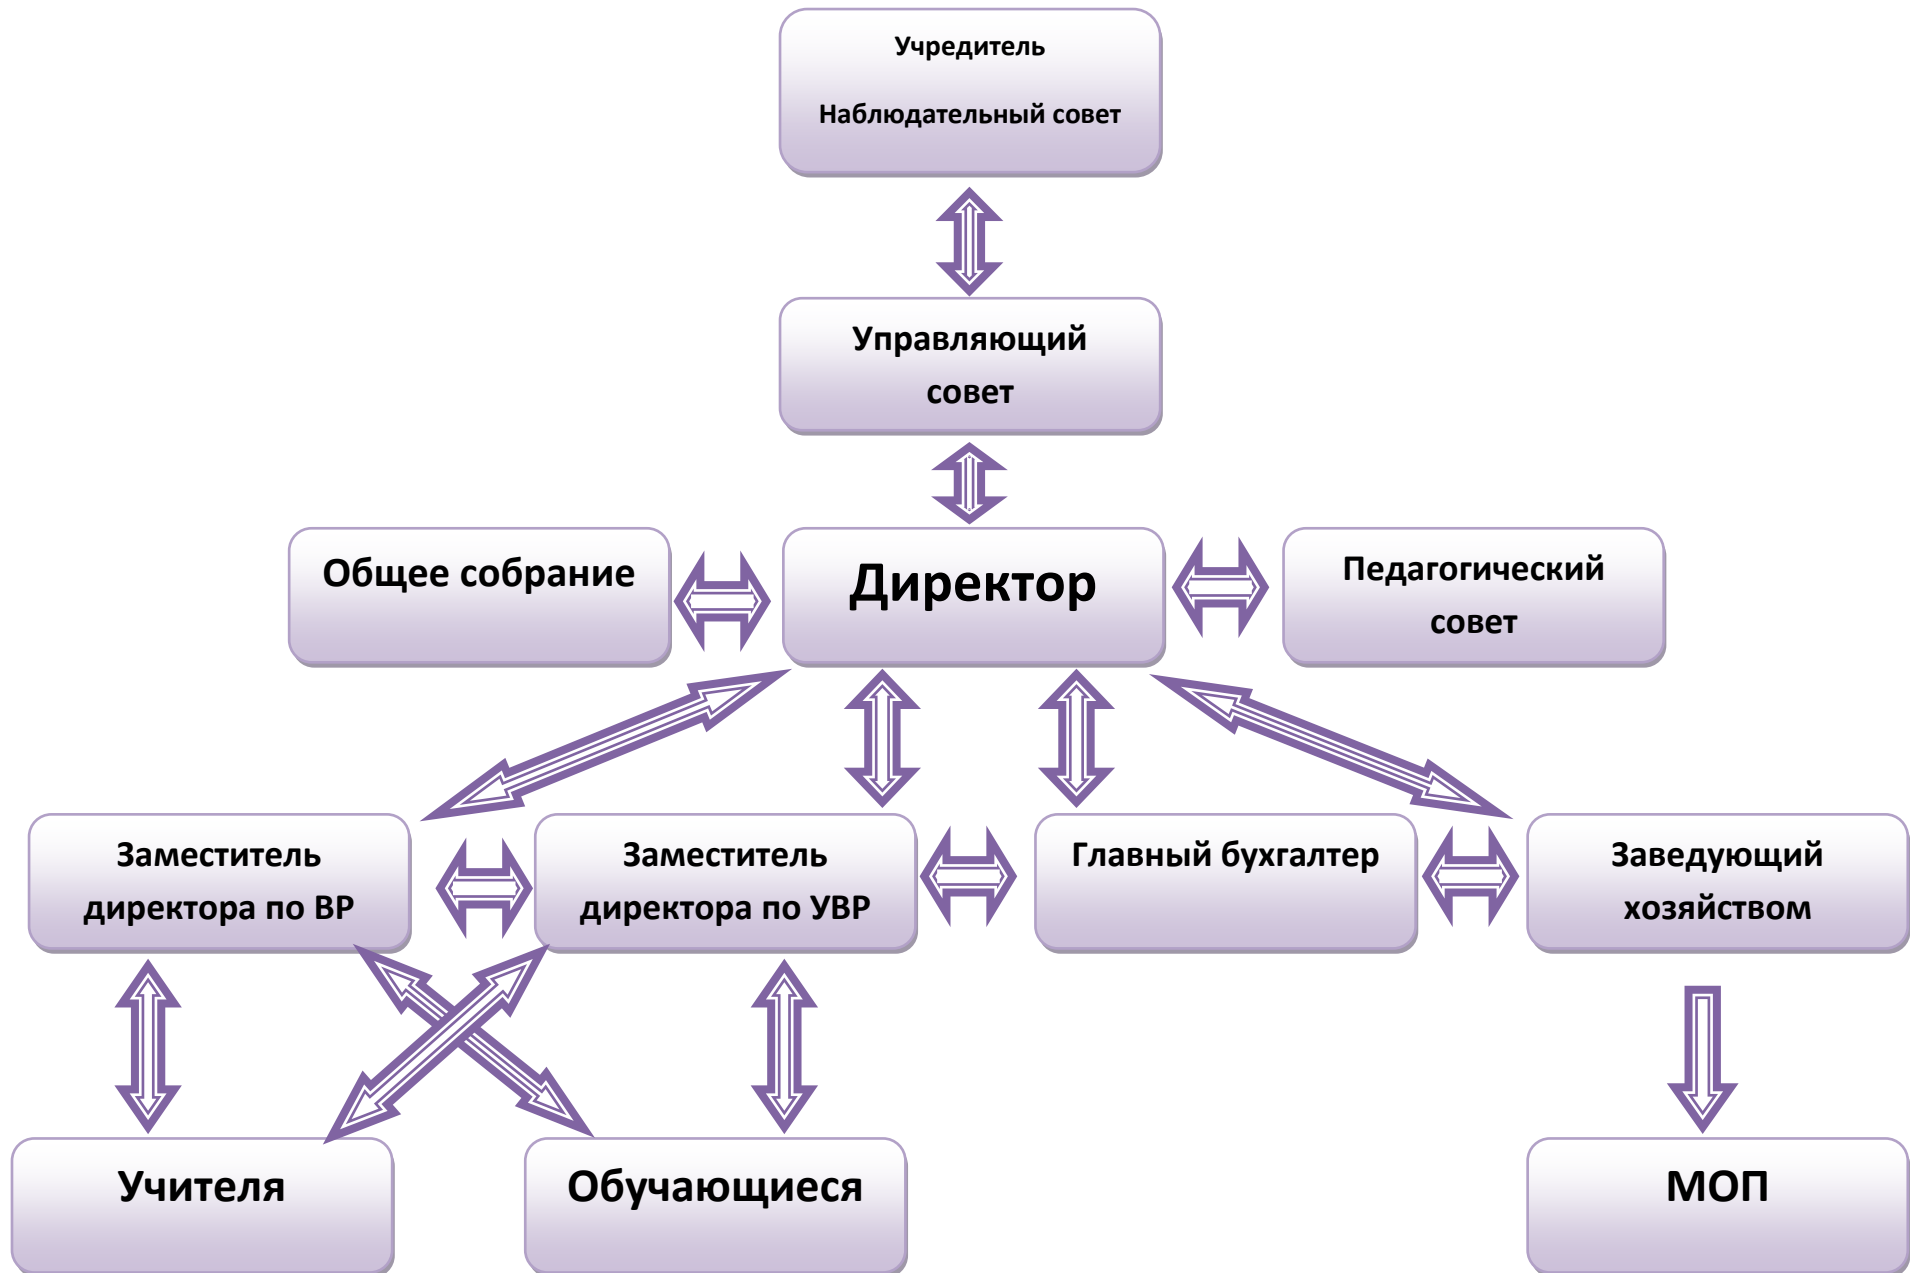 Учредитель
Наблюдательный совет
Управляющий
совет
Общее собрание
Директор
Педагогический
совет
Заместитель
директора по ВР
Заместитель
директора по УВР
Главный бухгалтер
Заведующий
хозяйством
Учителя
Обучающиеся
МОП